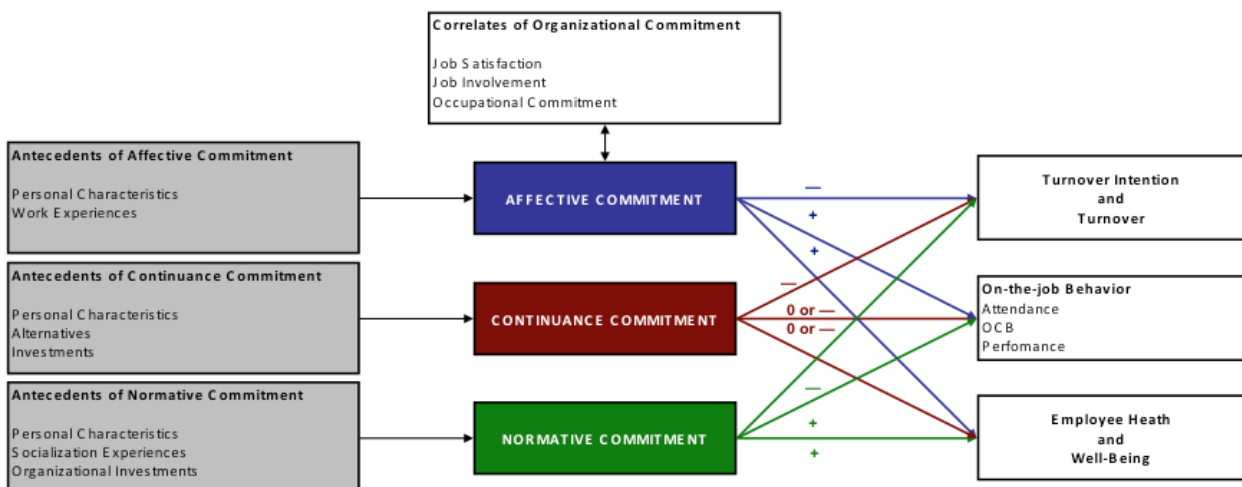 Correlates of Organizational Commitment
Job Satisfaction
Job Involvement
Occupational Commitment
Antecedents of Affective Commitment
Personal Characteristics
Work Experiences
AFFECTIVE COMMITMENT
—
+
+
Turnover Intention
and
Turnover
Antecedents of Continuance Commitment
Personal Characteristics
Alternatives
Investments
CONTINUANCE COMMITMENT
—
0 or —
0 or —
On-the-job Behavior
Attendance
OCB
Perfomance
Antecedents of Normative Commitment
Personal Characteristics
Socialization Experiences
Organizational Investments
NORMATIVE COMMITMENT
—
+
+
Employee Heath
and
Well-Being